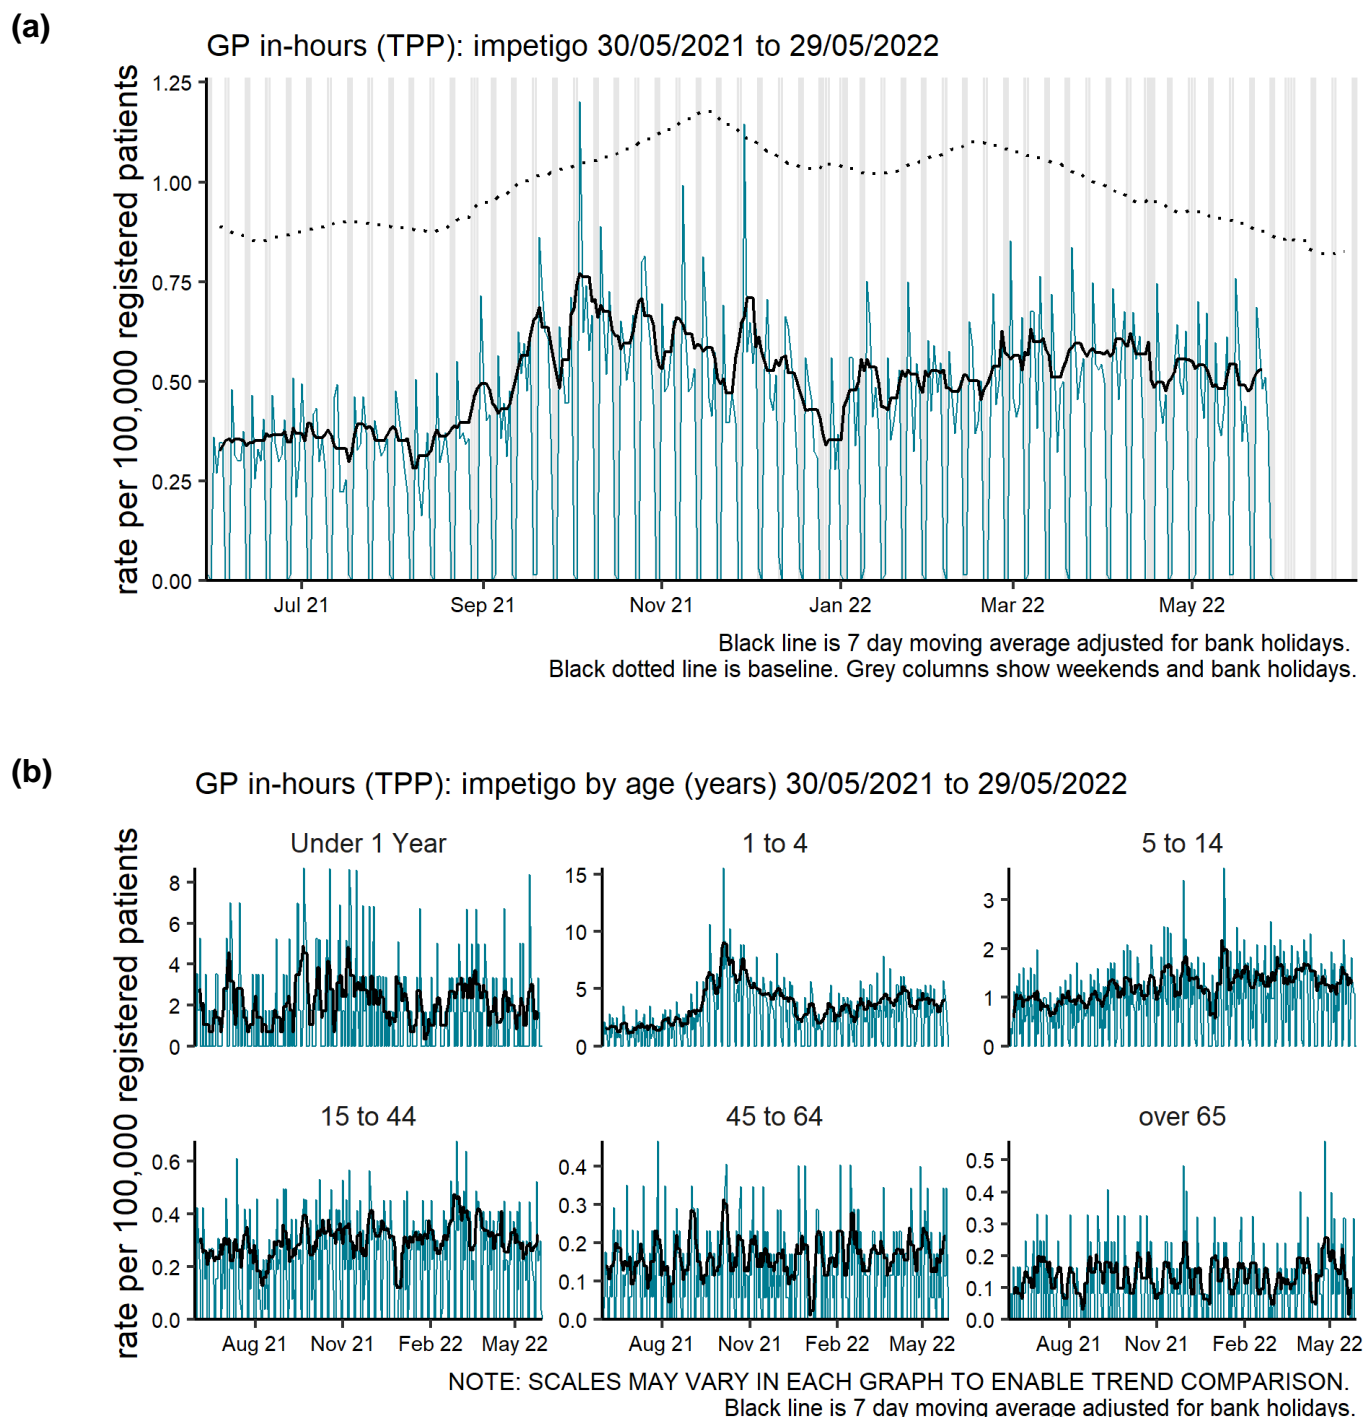 (a)
GP in-hours (TPP): impetigo 30/05/2021 to 29/05/2022
rate per 100,000 registered patients
1.25
1.00
0.75
0.50
0.25
0.00
Jul 21 Sep 21 Nov 21 Jan 22 Mar 22 May 22
Black line is 7 day moving average adjusted for bank holidays.
Black dotted line is baseline. Grey columns show weekends and bank holidays.
(b)
GP in-hours (TPP): impetigo by age (years) 30/05/2021 to 29/05/2022
rate per 100,000 registered patients
Under 1 Year
8
6
4
2
0
1 to 4
15
10
5
0
5 to 14
3
2
1
0
15 to 44
0.6
0.4
0.2
0.0
45 to 64
0.4
0.3
0.2
0.1
0.0
over 65
0.5
0.4
0.3
0.2
0.1
0.0
Aug 21 Nov 21 Feb 22 May 22
Aug 21 Nov 21 Feb 22 May 22
Aug 21 Nov 21 Feb 22 May 22
NOTE: SCALES MAY VARY IN EACH GRAPH TO ENABLE TREND COMPARISON.
Black line is 7 day moving average adjusted for bank holidays.